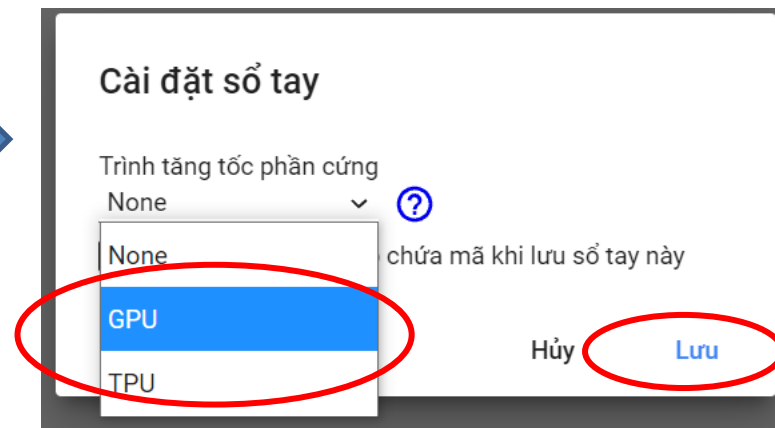 Cài đặt sổ tay
Trình tăng tốc phần cứng
None
None
chứa mã khi lưu sổ tay này
GPU
Hủy
Lưu
TPU